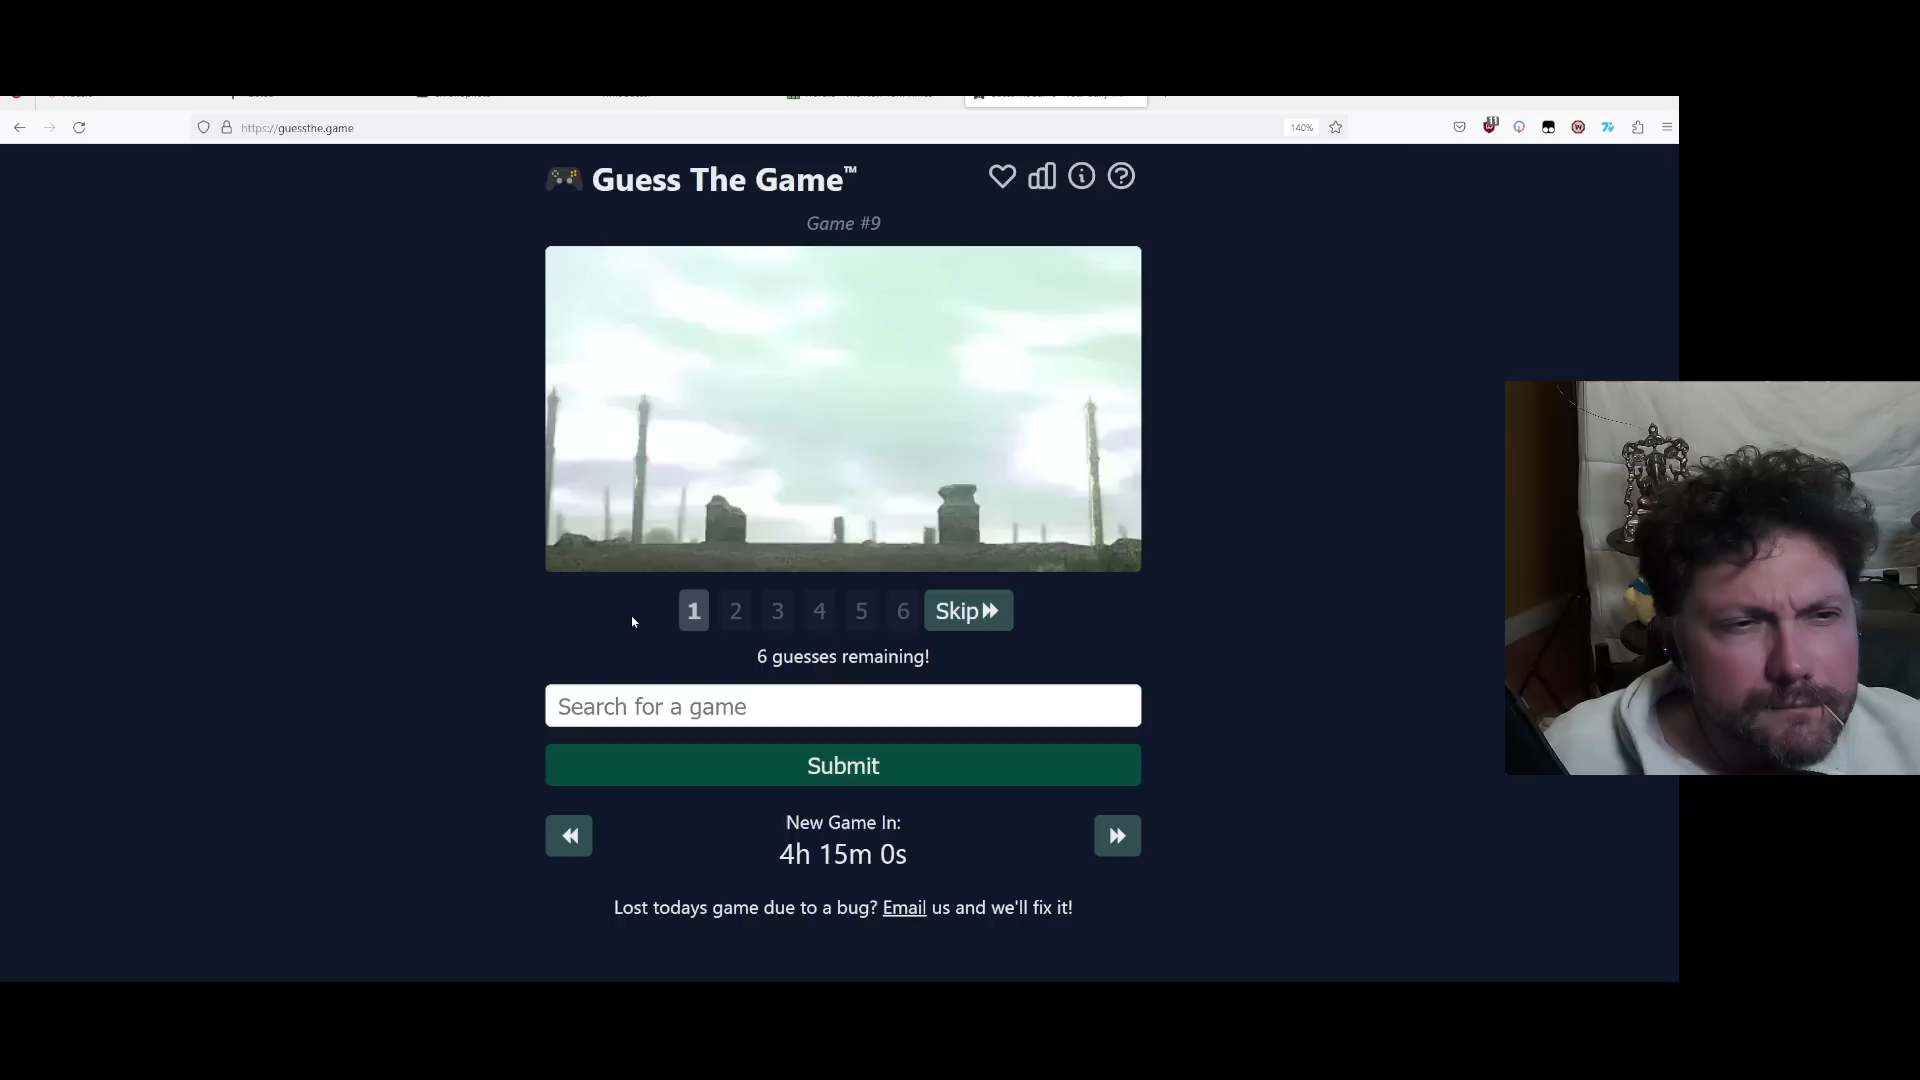 https://guessthe.game
140%
11
Guess The Game™
Game #9
1 2 3 4 5 6 Skip
6 guesses remaining!
Search for a game
Submit
New Game In:
4h 15m 0s
Lost todays game due to a bug? Email us and we'll fix it!